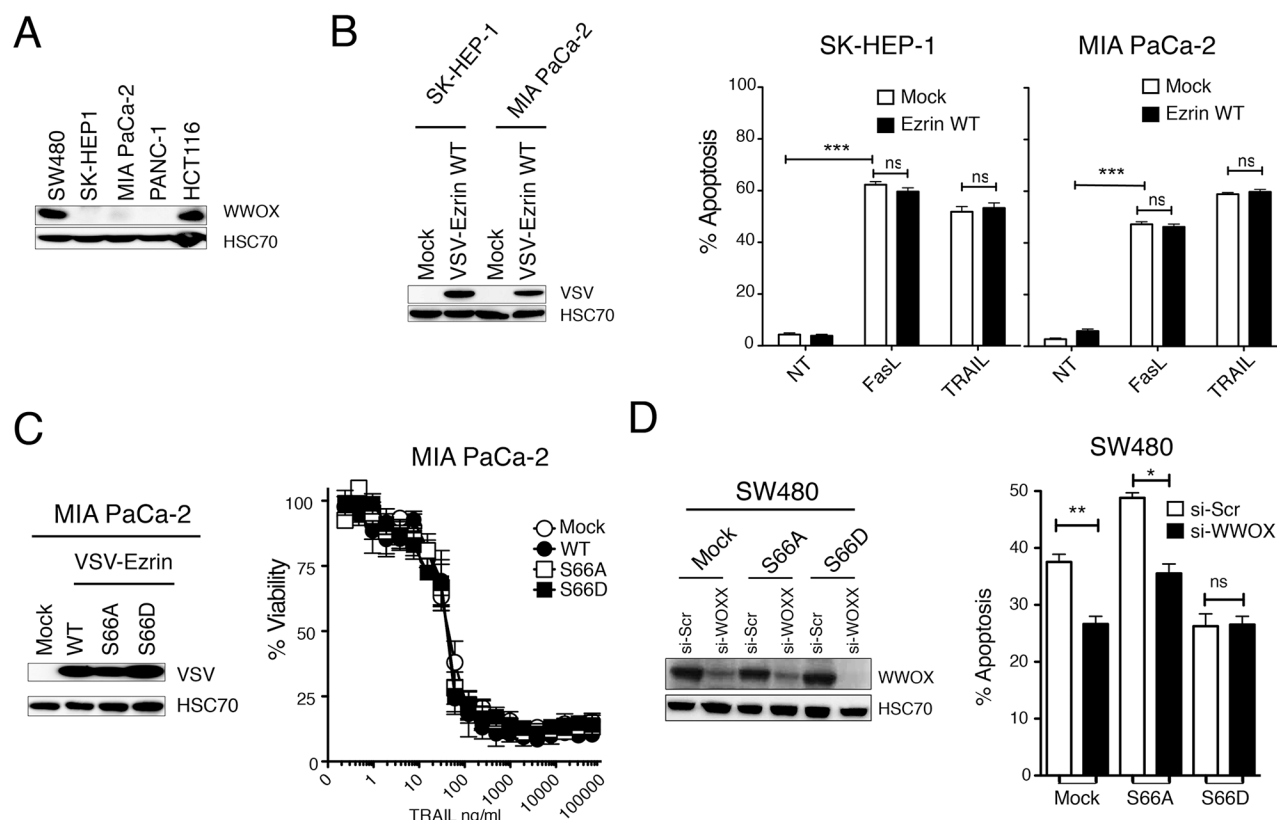 A
SW480
SK-HEP1
MIA PaCa-2
PANC-1
HCT116
WWOX
HSC70
B
SK-HEP-1
MIA PaCa-2
Mock
VSV-Ezrin WT
Mock
VSV-Ezrin WT
VSV
HSC70
SK-HEP-1
MIA PaCa-2
% Apoptosis
100
80
60
40
20
0
Mock
Ezrin WT
***
ns
ns
NT
FasL
TRAIL
Mock
Ezrin WT
***
ns
ns
NT
FasL
TRAIL
C
MIA PaCa-2
VSV-Ezrin
Mock
WT
S66A
S66D
VSV
HSC70
MIA PaCa-2
% Viability
100
75
50
25
0
Mock
WT
S66A
S66D
0
1
10
100
1000
10000
100000
TRAIL ng/ml
D
SW480
Mock
S66A
S66D
si-Scr
si-WOXX
si-Scr
si-WOXX
si-Scr
si-WOXX
WWOX
HSC70
SW480
% Apoptosis
50
40
30
20
10
0
si-Scr
si-WWOX
**
*
ns
Mock
S66A
S66D